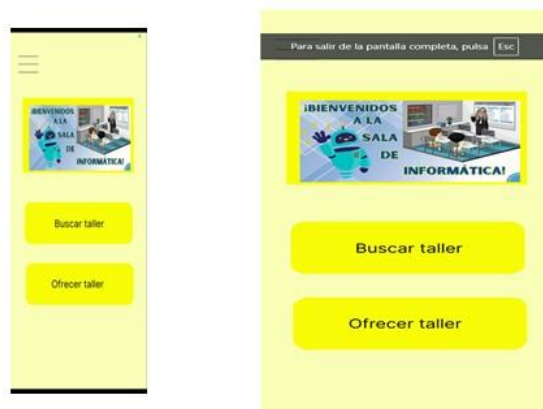 ¡BIENVENIDOS
A LA
SALA
DE
INFORMÁTICA!
Buscar taller
Ofrecer taller
Para salir de la pantalla completa, pulsa Esc
¡BIENVENIDOS
A LA
SALA
DE
INFORMÁTICA!
Buscar taller
Ofrecer taller